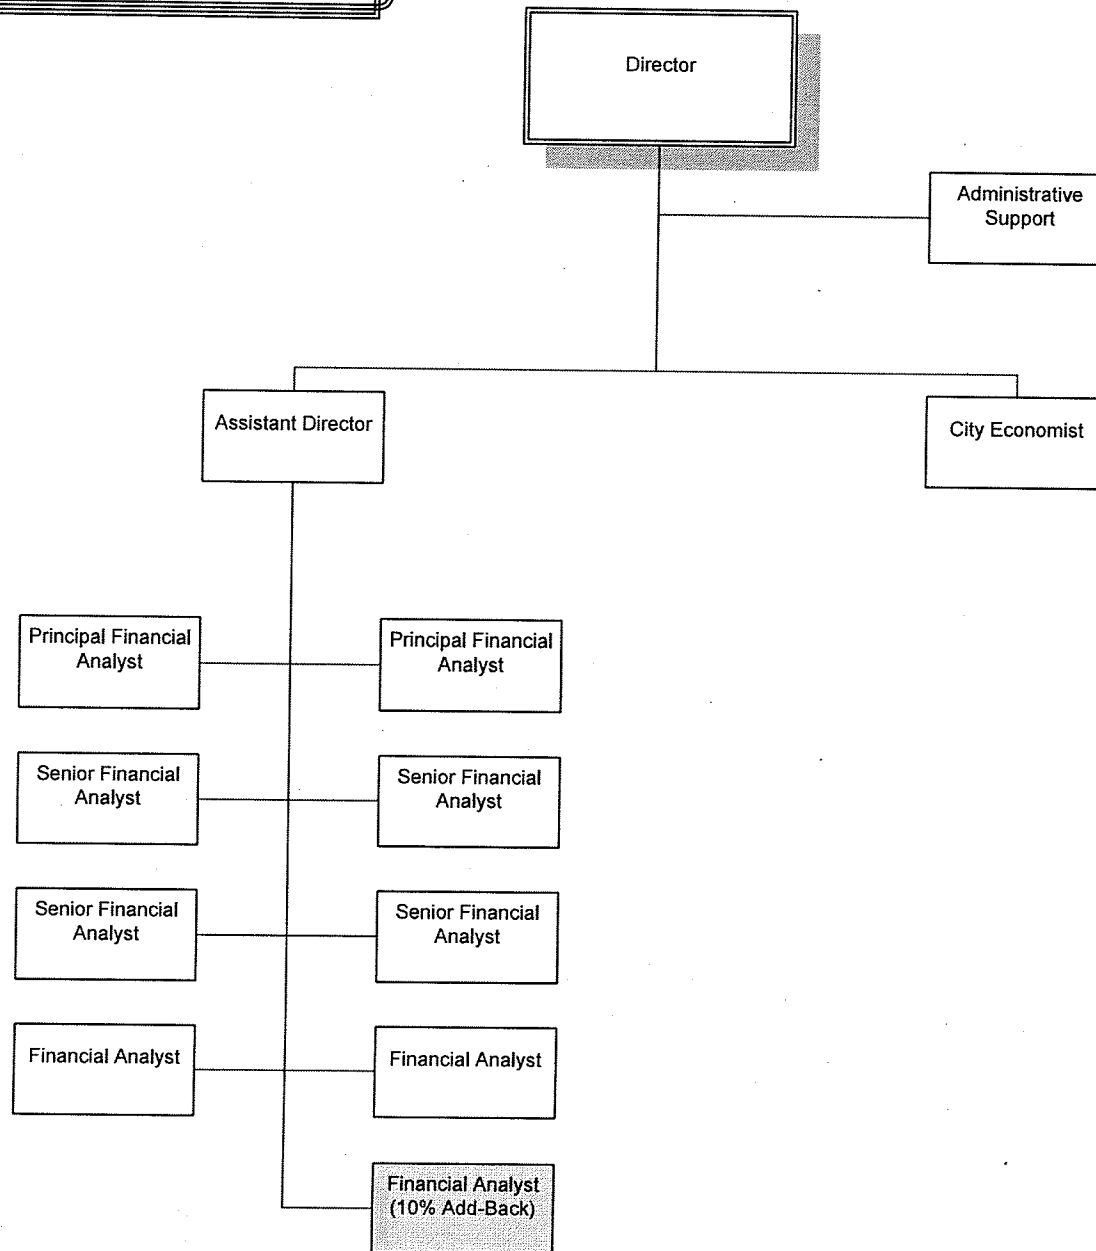 Director
Administrative
Support
Assistant Director
City Economist
Principal Financial
Analyst
Principal Financial
Analyst
Senior Financial
Analyst
Senior Financial
Analyst
Senior Financial
Analyst
Senior Financial
Analyst
Financial Analyst
Financial Analyst
Financial Analyst
(10% Add-Back)